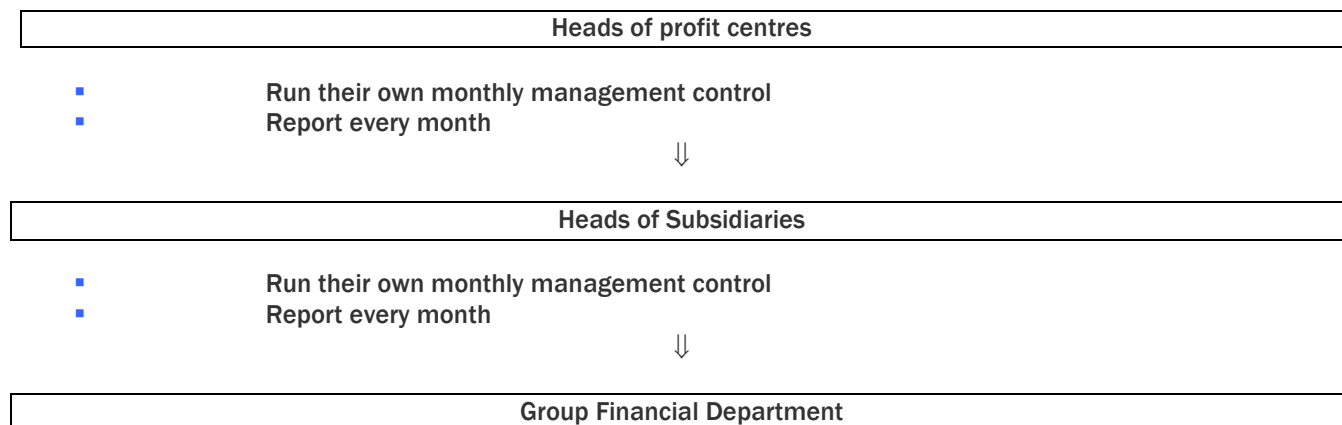 Heads of profit centres
▪ Run their own monthly management control
▪ Report every month
⇓
Heads of Subsidiaries
▪ Run their own monthly management control
▪ Report every month
⇓
Group Financial Department